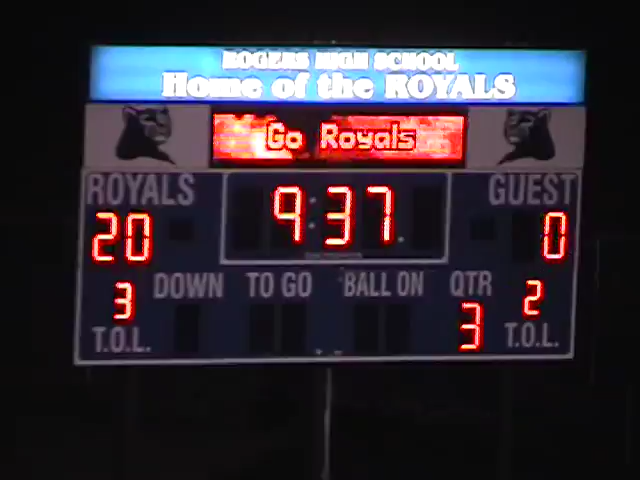 ROGERS HIGH SCHOOL
Home of the ROYALS
Go Royals
ROYALS 9:37 GUEST
20 0
DOWN TO GO BALL ON QTR
3 3 2
T.O.L. T.O.L.